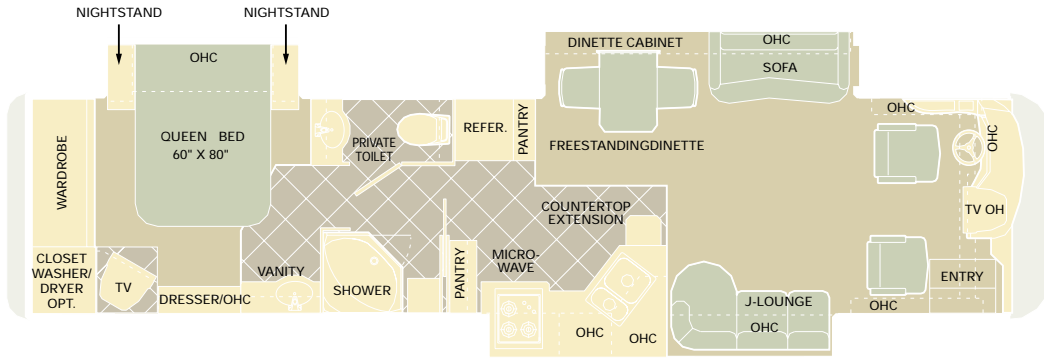 NIGHTSTAND
NIGHTSTAND
OHC
QUEEN BED
60" X 80"
WARDROBE
CLOSET
WASHER/
DRYER
OPT.
TV
DRESSER/OHC
VANITY
SHOWER
PRIVATE
TOILET
REFER.
PANTRY
PANTRY
MICRO-
WAVE
OHC
OHC
COUNTERTOP
EXTENSION
DINETTE CABINET
FREESTANDINGDINETTE
OHC
SOFA
J-LOUNGE
OHC
OHC
OHC
TV OH
ENTRY
OHC